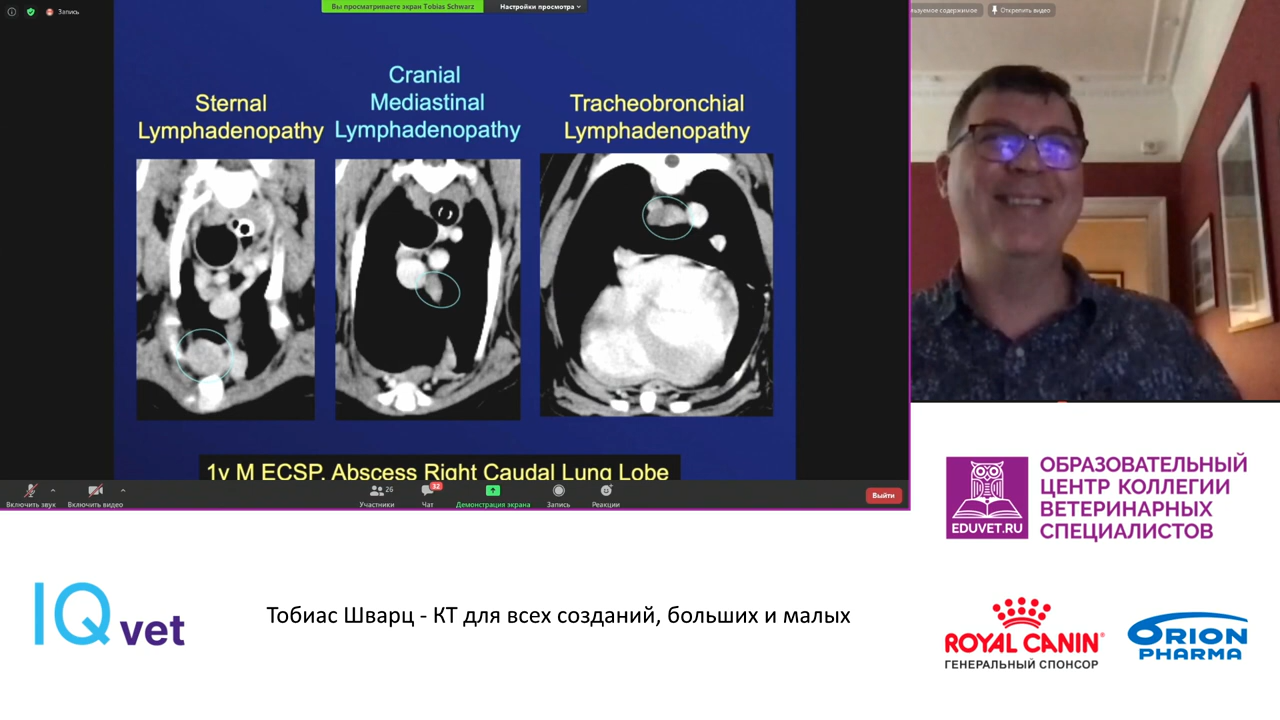 Запись
Вы просматриваете экран Tobias Schwarz
Настройки просмотра
содержимое
Открепить видео
Sternal
Lymphadenopathy
Cranial
Mediastinal
Lymphadenopathy
Tracheobronchial
Lymphadenopathy
1y M ECSP. Abscess Right Caudal Lung Lobe
Включить звук
Включить видео
26
Участники
32
Чат
Демонстрация экрана
Запись
Реакции
Выйти
EDUVET.RU
ОБРАЗОВАТЕЛЬНЫЙ
ЦЕНТР КОЛЛЕГИИ
ВЕТЕРИНАРНЫХ
СПЕЦИАЛИСТОВ
IQ vet
Тобиас Шварц - КТ для всех созданий, больших и малых
ROYAL CANIN®
ГЕНЕРАЛЬНЫЙ СПОНСОР
ORION
PHARMA